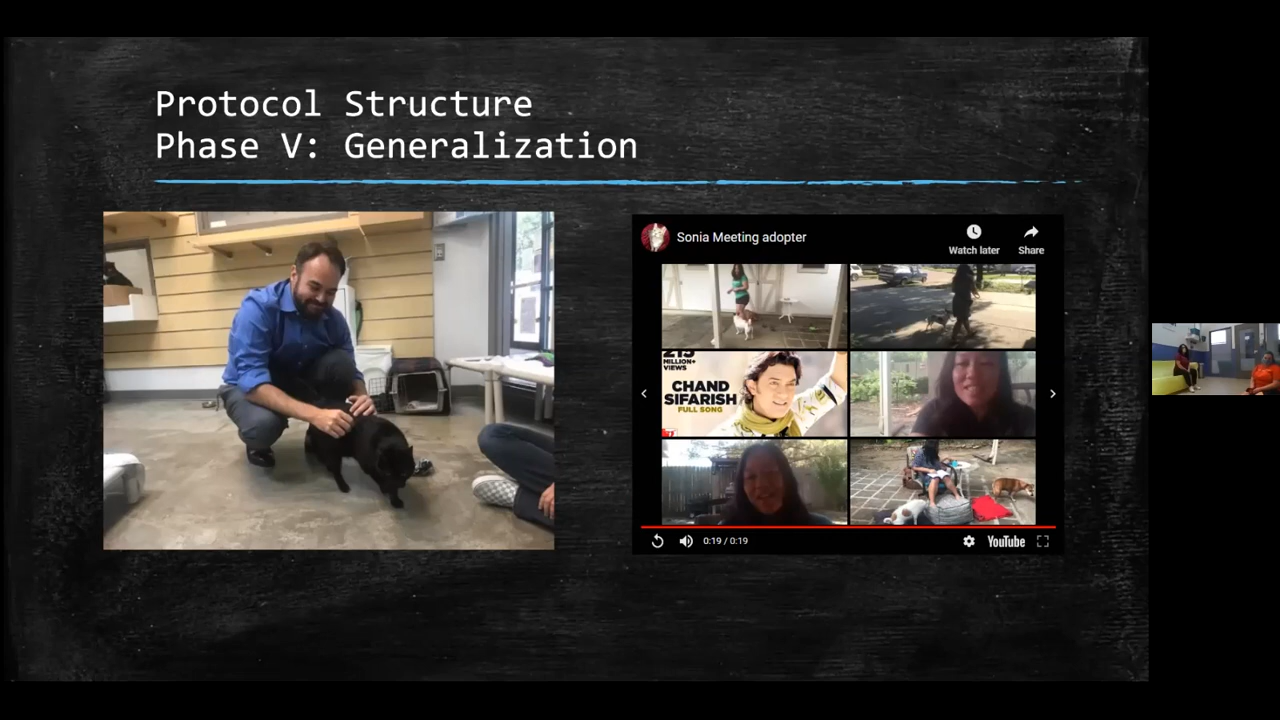 Protocol Structure
Phase V: Generalization
Sonia Meeting adopter
Watch later
Share
MILLION+
VIEWS
CHAND
SIFARISH
FULL SONG
0:19 / 0:19
YouTube